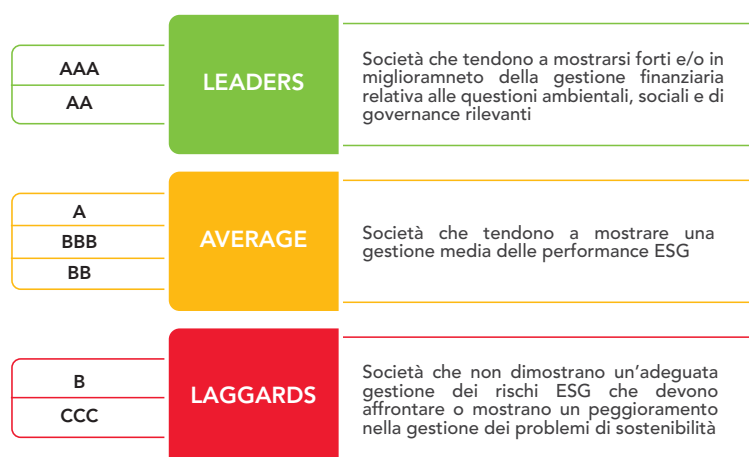 AAA
AA
LEADERS
Società che tendono a mostrarsi forti e/o in
miglioramneto della gestione finanziaria
relativa alle questioni ambientali, sociali e di
governance rilevanti
A
BBB
BB
AVERAGE
Società che tendono a mostrare una
gestione media delle performance ESG
B
CCC
LAGGARDS
Società che non dimostrano un'adeguata
gestione dei rischi ESG che devono
affrontare o mostrano un peggioramento
nella gestione dei problemi di sostenibilità